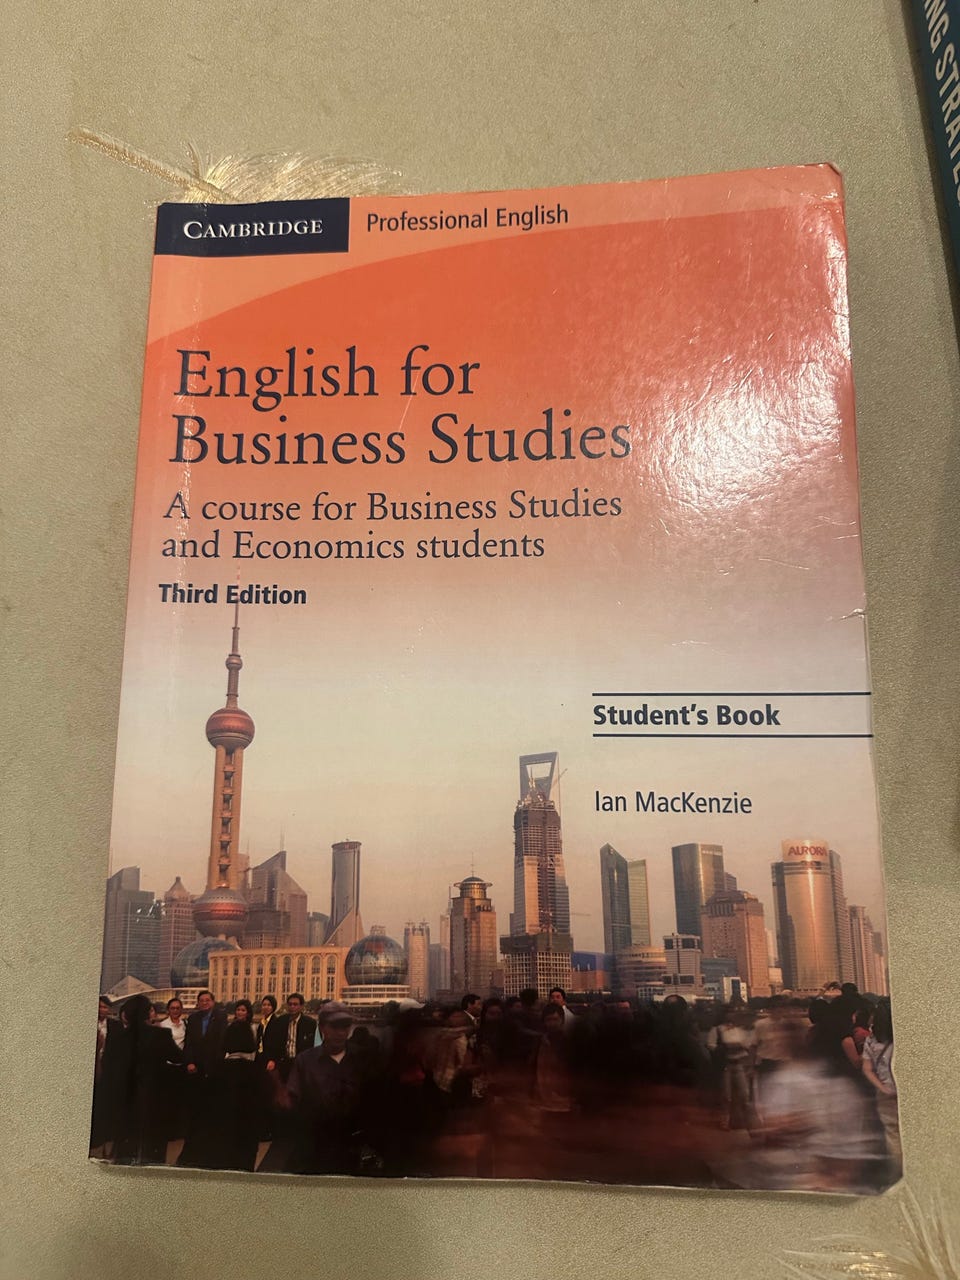 CAMBRIDGE
Professional English
English for
Business Studies
A course for Business Studies
and Economics students
Third Edition
Student's Book
Ian MacKenzie
AURORA